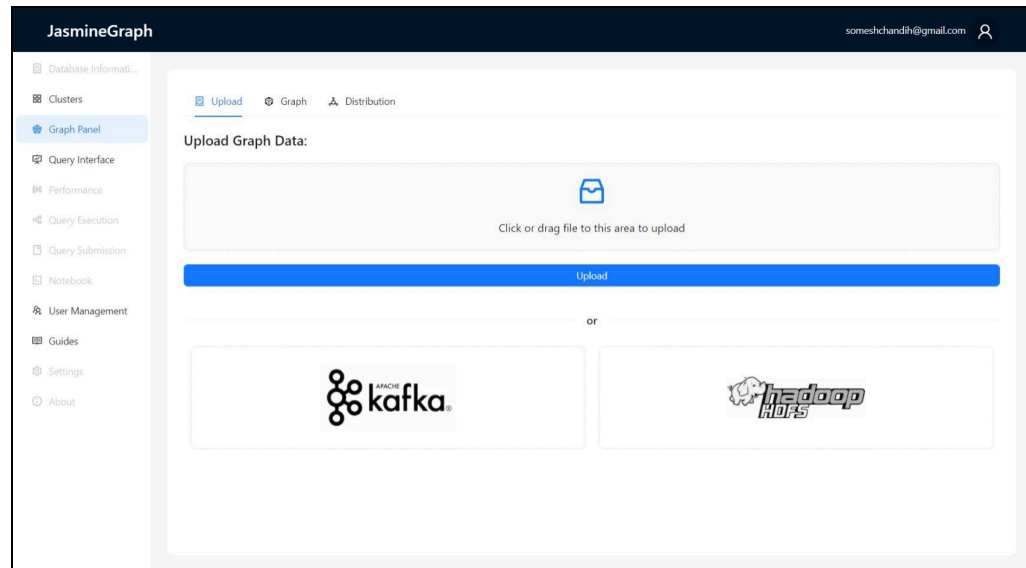 JasmineGraph
someshchandih@gmail.com
Database Informati...
Clusters
Graph Panel
Query Interface
Performance
Query Execution
Query Submission
Notebook
User Management
Guides
Settings
About
Upload Graph Distribution
Upload Graph Data:
Click or drag file to this area to upload
Upload
or
APACHE
kafka®
hadoop
HDFS